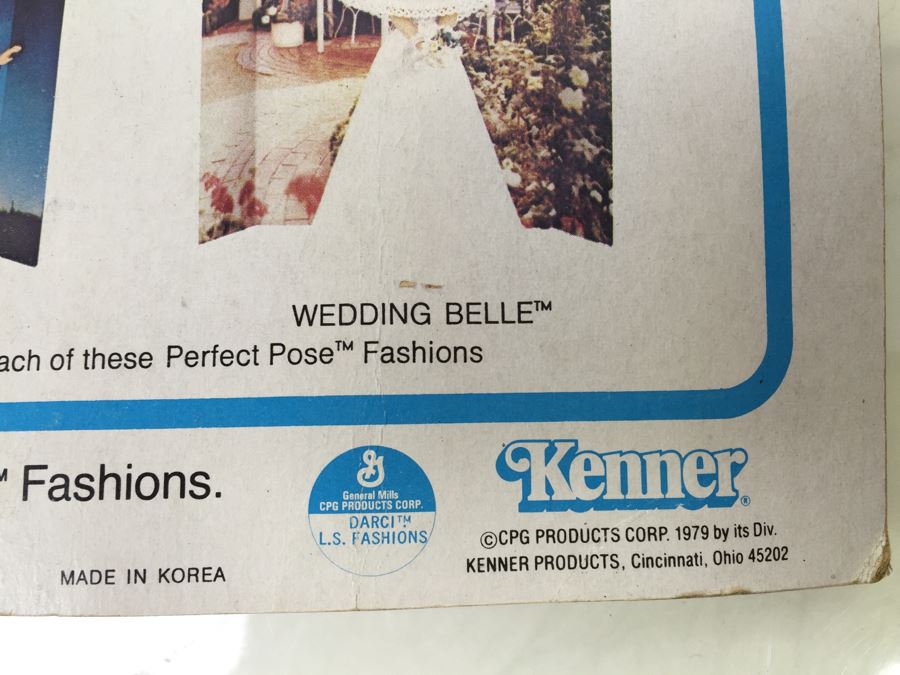 WEDDING BELLE™
ach of these Perfect Pose™ Fashions
™ Fashions.
General Mills
CPG PRODUCTS CORP.
DARCI™
L.S. FASHIONS
Kenner®
©CPG PRODUCTS CORP. 1979 by its Div.
KENNER PRODUCTS, Cincinnati, Ohio 45202
MADE IN KOREA